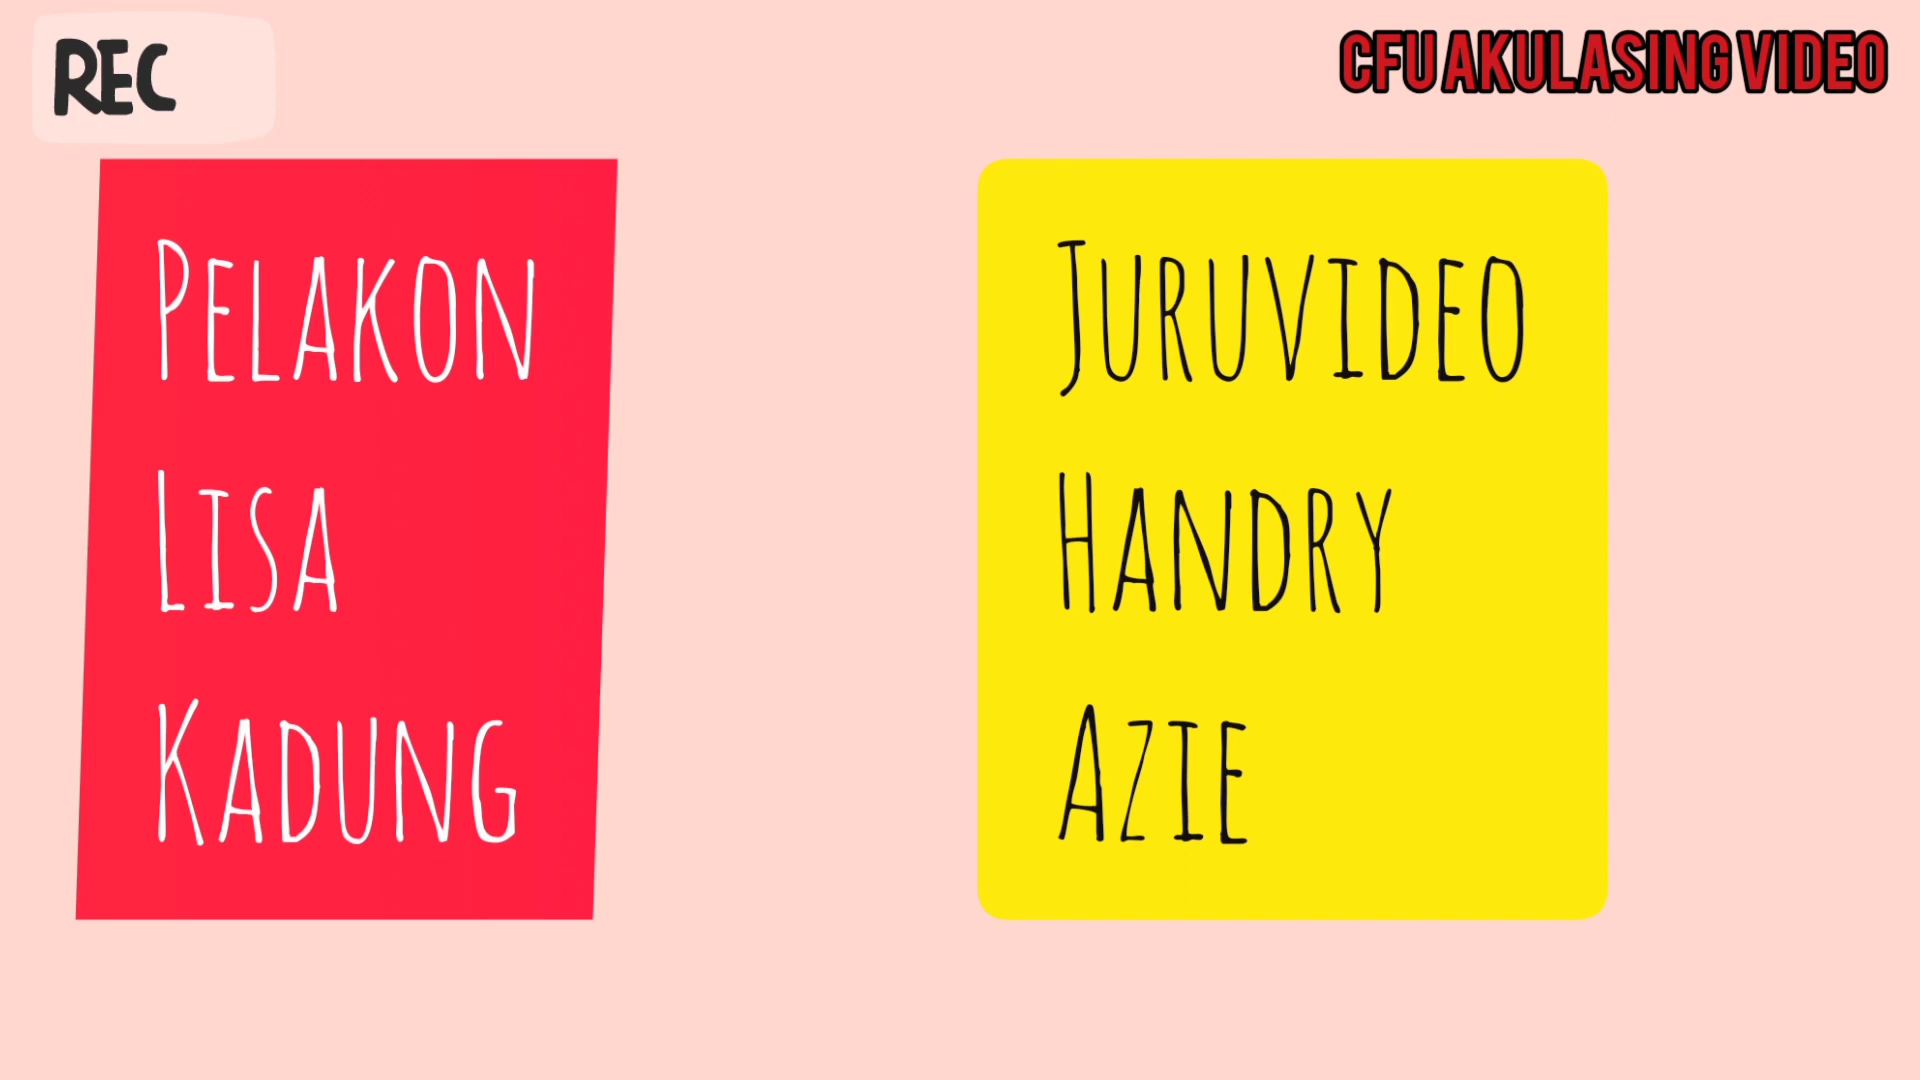 REC
CFU AKULASING VIDEO
Pelakon
Lisa
Kadung
Juruvideo
Handry
Azie